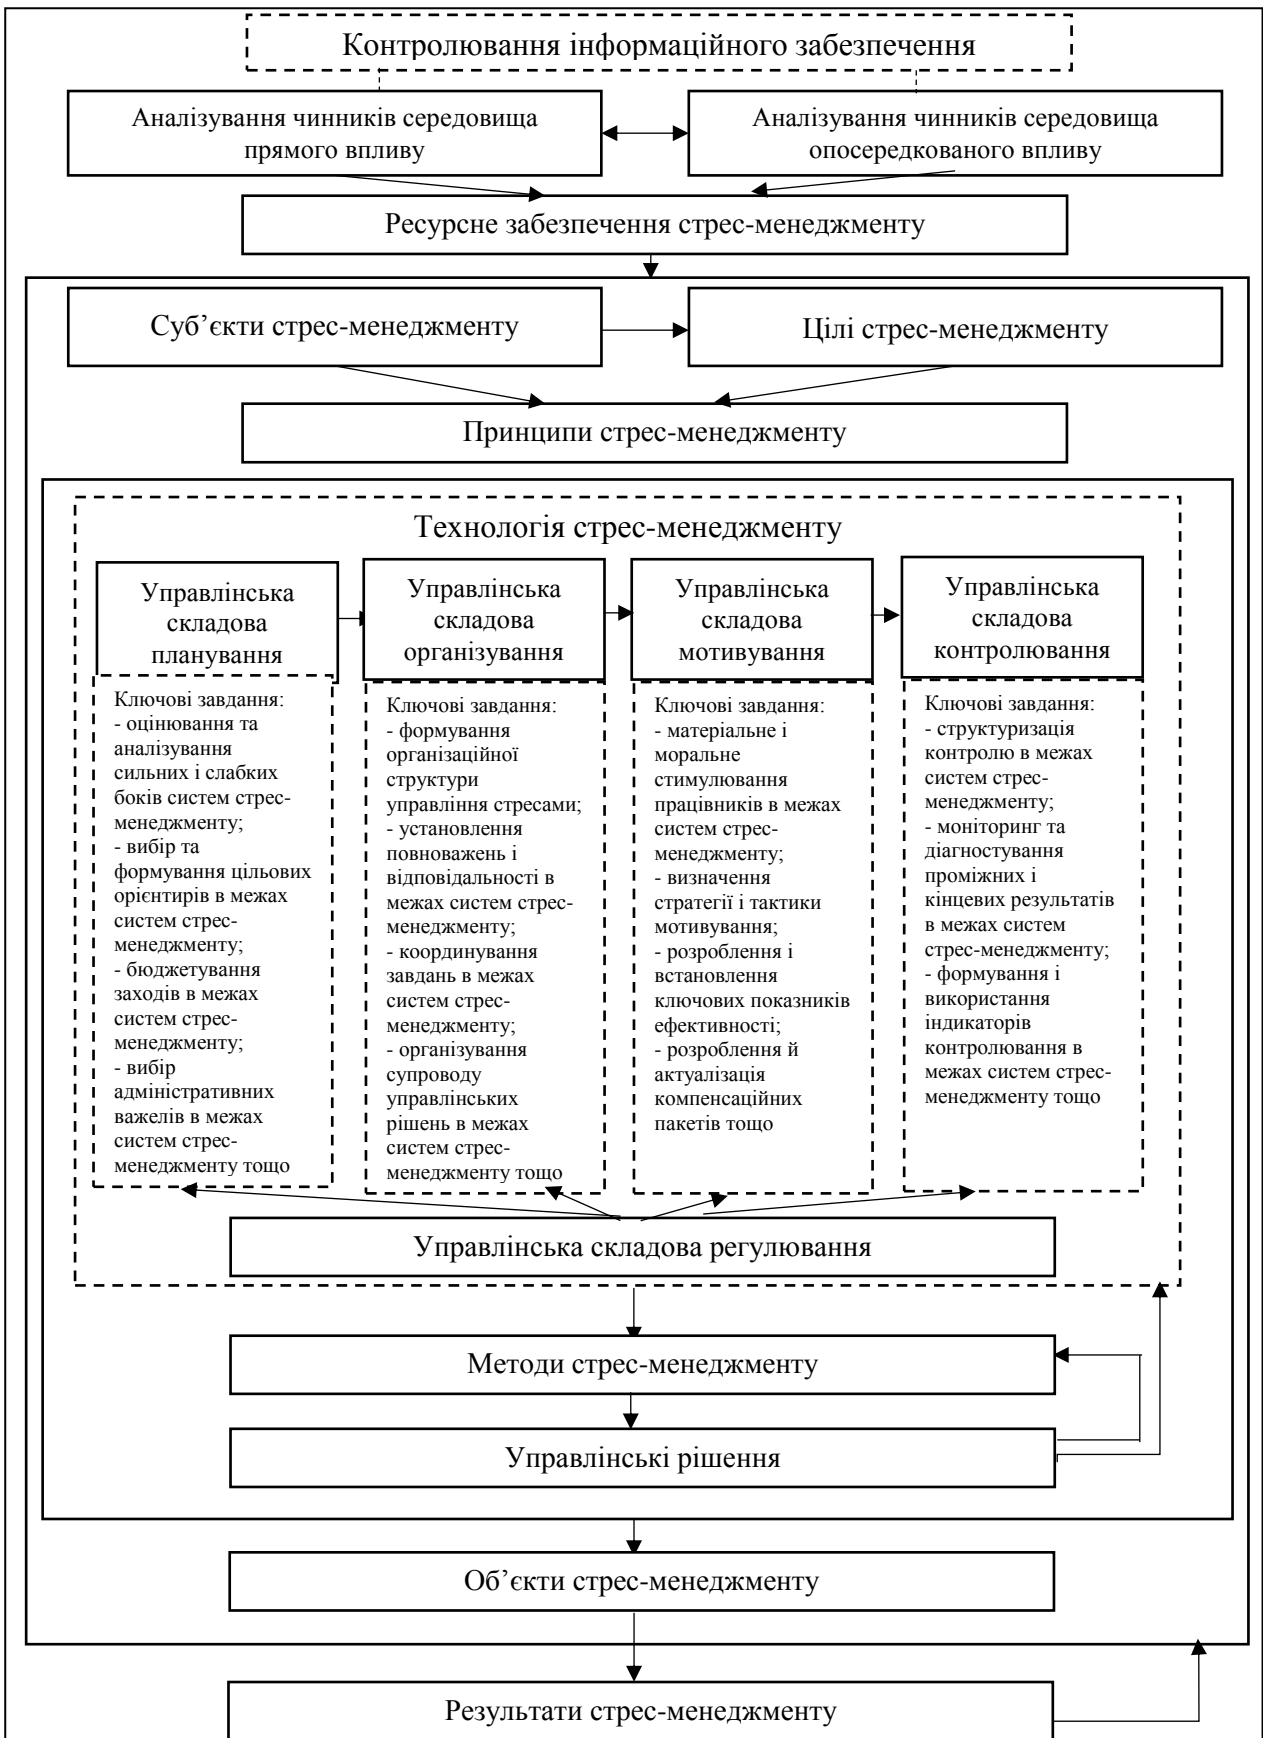 Контролювання інформаційного забезпечення
Аналізування чинників середовища
прямого впливу
Аналізування чинників середовища
опосередкованого впливу
Ресурсне забезпечення стрес-менеджменту
Суб’єкти стрес-менеджменту
Цілі стрес-менеджменту
Принципи стрес-менеджменту
Технологія стрес-менеджменту
Управлінська
складова
планування
Управлінська
складова
організування
Управлінська
складова
мотивування
Управлінська
складова
контролювання
Ключові завдання:
- оцінювання та
аналізування
сильних і слабких
боків систем стрес-
менеджменту;
- вибір та
формування цільових
орієнтирів в межах
систем стрес-
менеджменту;
- бюджетування
заходів в межах
систем стрес-
менеджменту;
- вибір
адміністративних
важелів в межах
систем стрес-
менеджменту тощо
Ключові завдання:
- формування
організаційної
структури
управління стресами;
- установлення
повноважень і
відповідальності в
межах систем стрес-
менеджменту;
- координування
завдань в межах
систем стрес-
менеджменту;
- організування
супроводу
управлінських
рішень в межах
систем стрес-
менеджменту тощо
Ключові завдання:
- матеріальне і
моральне
стимулювання
працівників в межах
систем стрес-
менеджменту;
- визначення
стратегії і тактики
мотивування;
- розроблення і
встановлення
ключових показників
ефективності;
- розроблення й
актуалізація
компенсаційних
пакетів тощо
Ключові завдання:
- структуризація
контролю в межах
систем стрес-
менеджменту;
- моніторинг та
діагностування
проміжних і
кінцевих результатів
в межах систем
стрес-менеджменту;
- формування і
використання
індикаторів
контролювання в
межах систем стрес-
менеджменту тощо
Управлінська складова регулювання
Методи стрес-менеджменту
Управлінські рішення
Об’єкти стрес-менеджменту
Результати стрес-менеджменту